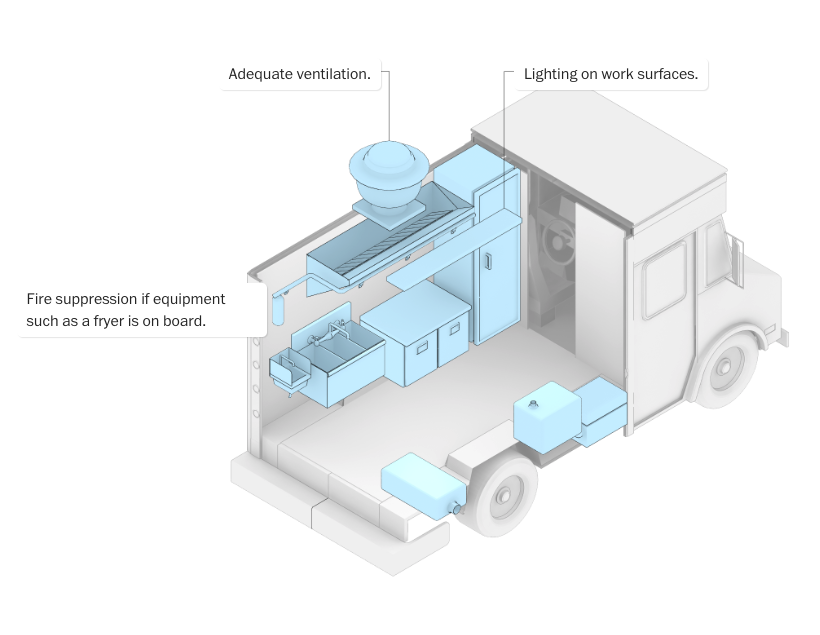 Adequate ventilation.
Lighting on work surfaces.
Fire suppression if equipment
such as a fryer is on board.